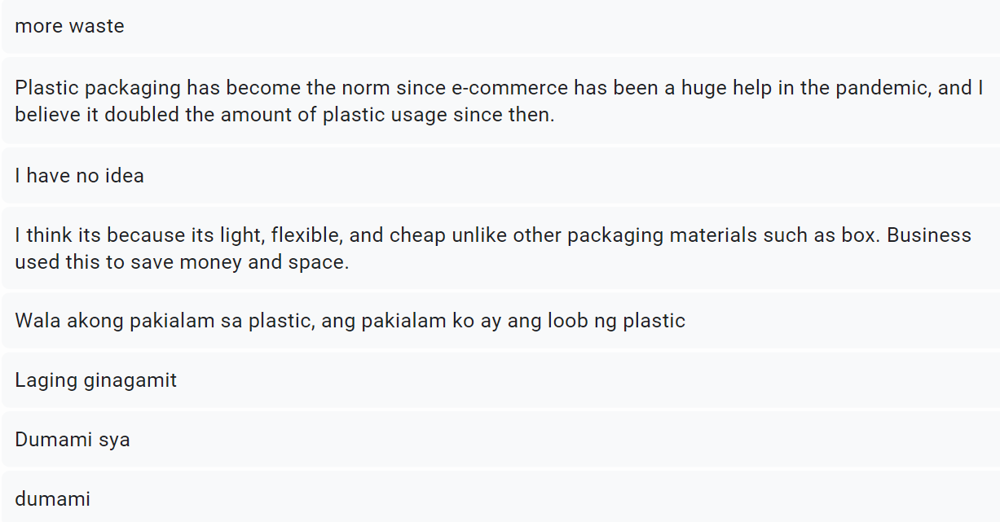 more waste
Plastic packaging has become the norm since e-commerce has been a huge help in the pandemic, and I
believe it doubled the amount of plastic usage since then.
I have no idea
I think its because its light, flexible, and cheap unlike other packaging materials such as box. Business
used this to save money and space.
Wala akong pakialam sa plastic, ang pakialam ko ay ang loob ng plastic
Laging ginagamit
Dumami sya
dumami